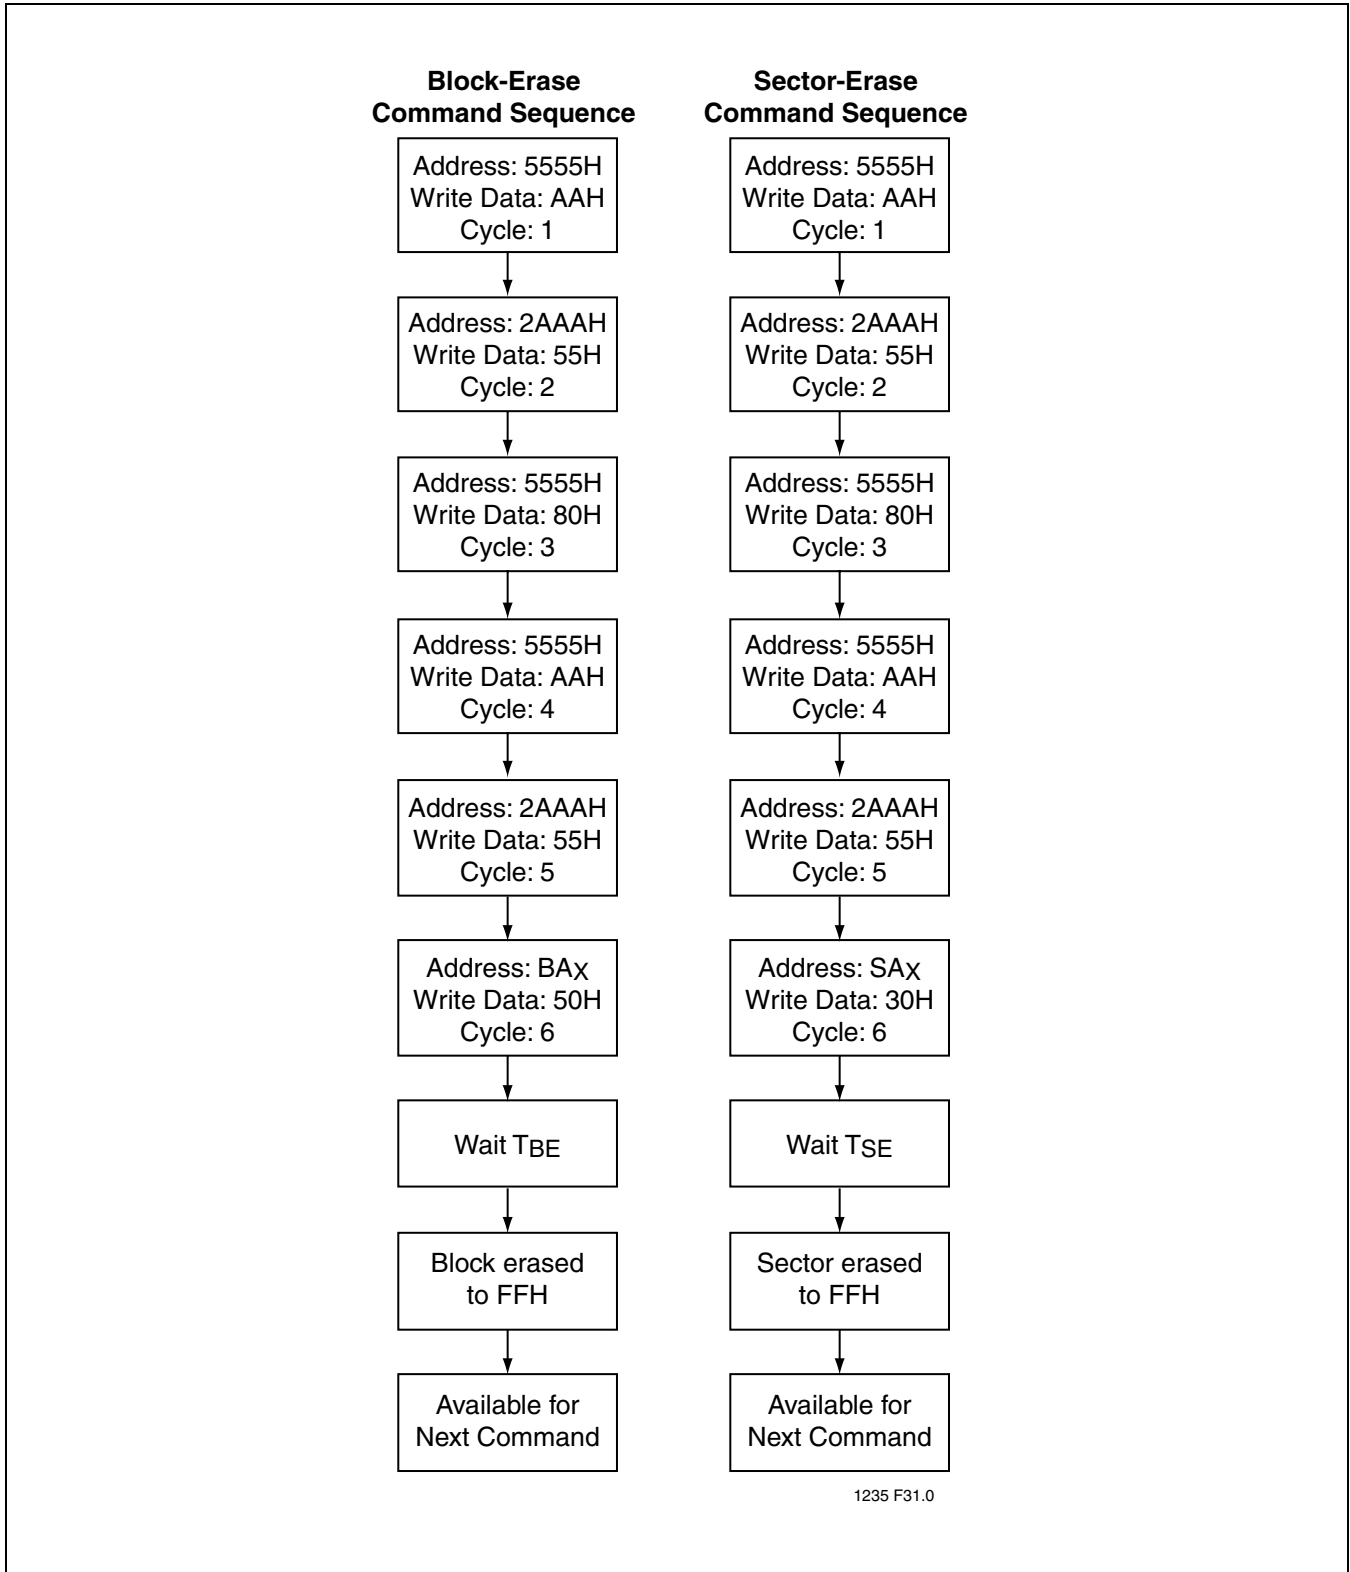 Block-Erase
Command Sequence
Address: 5555H
Write Data: AAH
Cycle: 1
Address: 2AAAH
Write Data: 55H
Cycle: 2
Address: 5555H
Write Data: 80H
Cycle: 3
Address: 5555H
Write Data: AAH
Cycle: 4
Address: 2AAAH
Write Data: 55H
Cycle: 5
Address: BAX
Write Data: 50H
Cycle: 6
Wait TBE
Block erased
to FFH
Available for
Next Command
Sector-Erase
Command Sequence
Address: 5555H
Write Data: AAH
Cycle: 1
Address: 2AAAH
Write Data: 55H
Cycle: 2
Address: 5555H
Write Data: 80H
Cycle: 3
Address: 5555H
Write Data: AAH
Cycle: 4
Address: 2AAAH
Write Data: 55H
Cycle: 5
Address: SAX
Write Data: 30H
Cycle: 6
Wait TSE
Sector erased
to FFH
Available for
Next Command
1235 F31.0